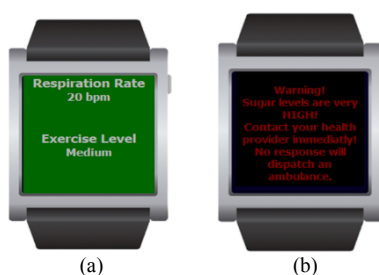 Respiration Rate
20 bpm
Exercise Level
Medium
Warning!
Sugar levels are very
HIGH!
Contact your health
provider immediatly!
No response will
dispatch an
ambulance.
(a)
(b)